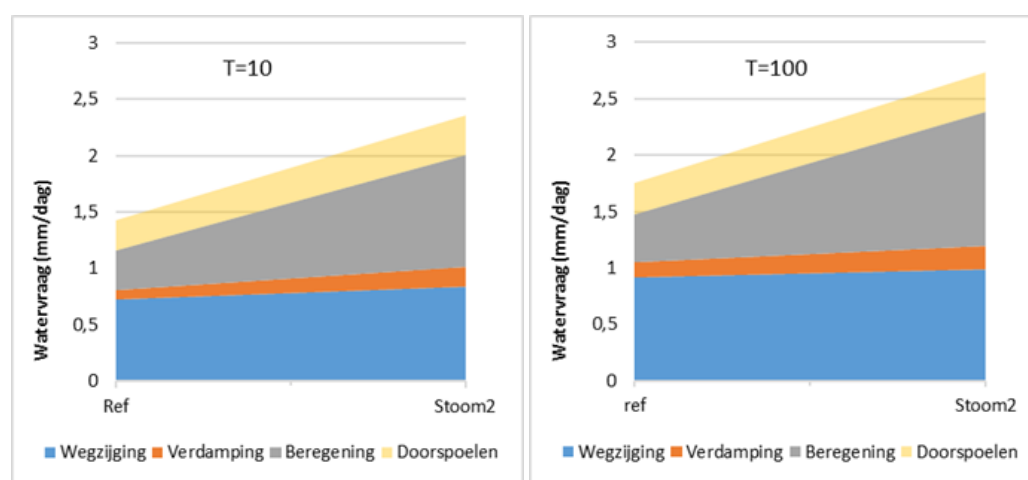 T=10
Watervraag (mm/dag)
3
2,5
2
1,5
1
0,5
0
Ref
Stoom2
Wegzijging
Verdamping
Beregening
Doorspoelen
T=100
Watervraag (mm/dag)
3
2,5
2
1,5
1
0,5
0
ref
Stoom2
Wegzijging
Verdamping
Beregening
Doorspoelen